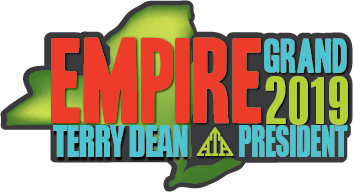 EMPIRE GRAND
2019
TERRY DEAN ATA PRESIDENT